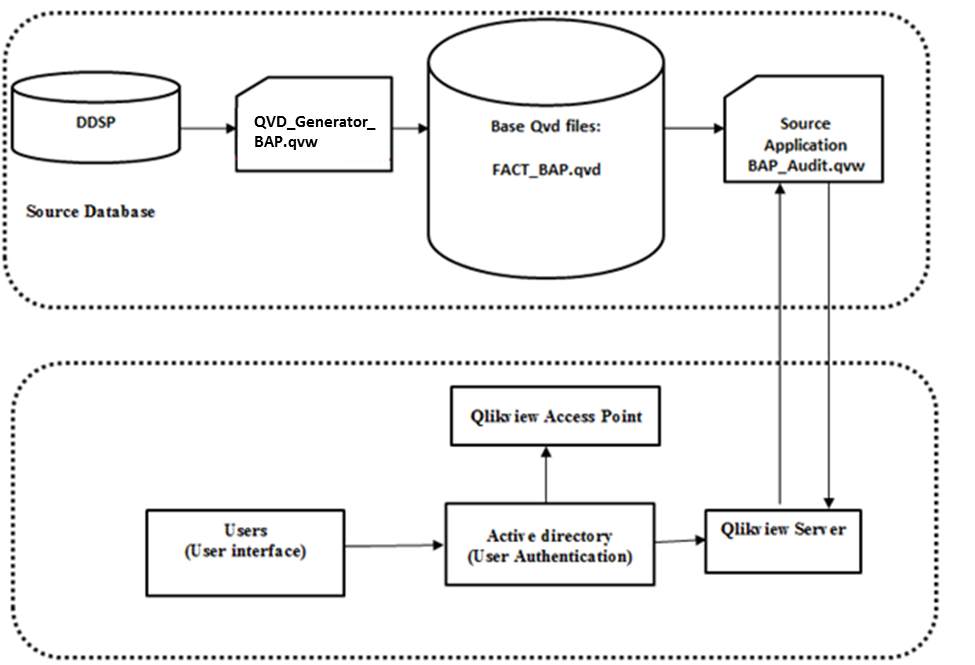 DDSP
QVD_Generator_
BAP.qvw
Base Qvd files:
FACT_BAP.qvd
Source
Application
BAP_Audit.qvw
Source Database
Qlikview Access Point
Users
(User interface)
Active directory
(User Authentication)
Qlikview Server